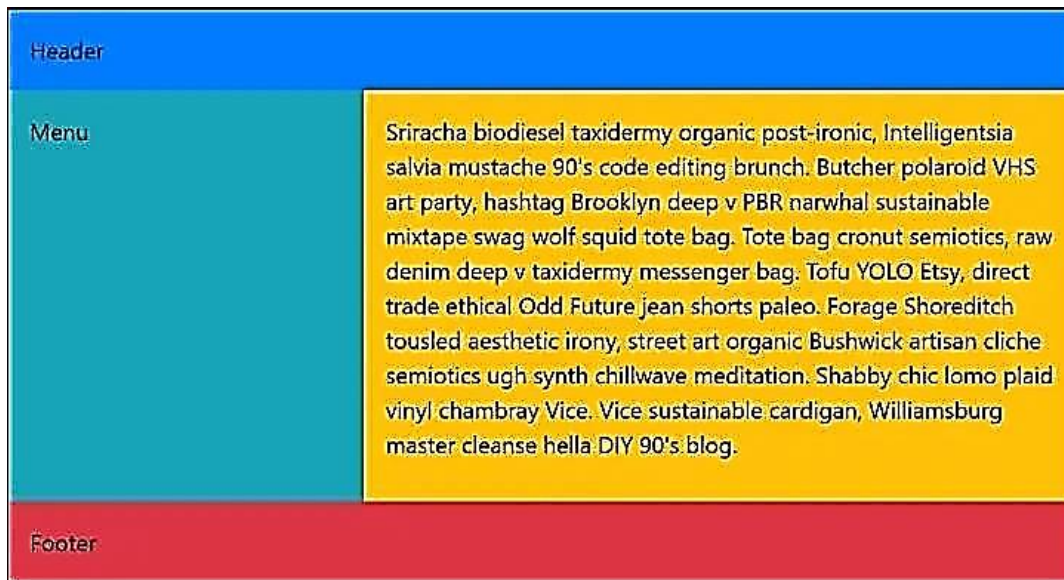 Header
Menu
Sriracha biodiesel taxidermy organic post-ironic, Intelligentsia
salvia mustache 90's code editing brunch. Butcher polaroid VHS
art party, hashtag Brooklyn deep v PBR narwhal sustainable
mixtape swag wolf squid tote bag. Tote bag cronut semiotics, raw
denim deep v taxidermy messenger bag. Tofu YOLO Etsy, direct
trade ethical Odd Future jean shorts paleo. Forage Shoreditch
tousled aesthetic irony, street art organic Bushwick artisan cliche
semiotics ugh synth chillwave meditation. Shabby chic lomo plaid
vinyl chambray Vice. Vice sustainable cardigan, Williamsburg
master cleanse hella DIY 90's blog.
Footer